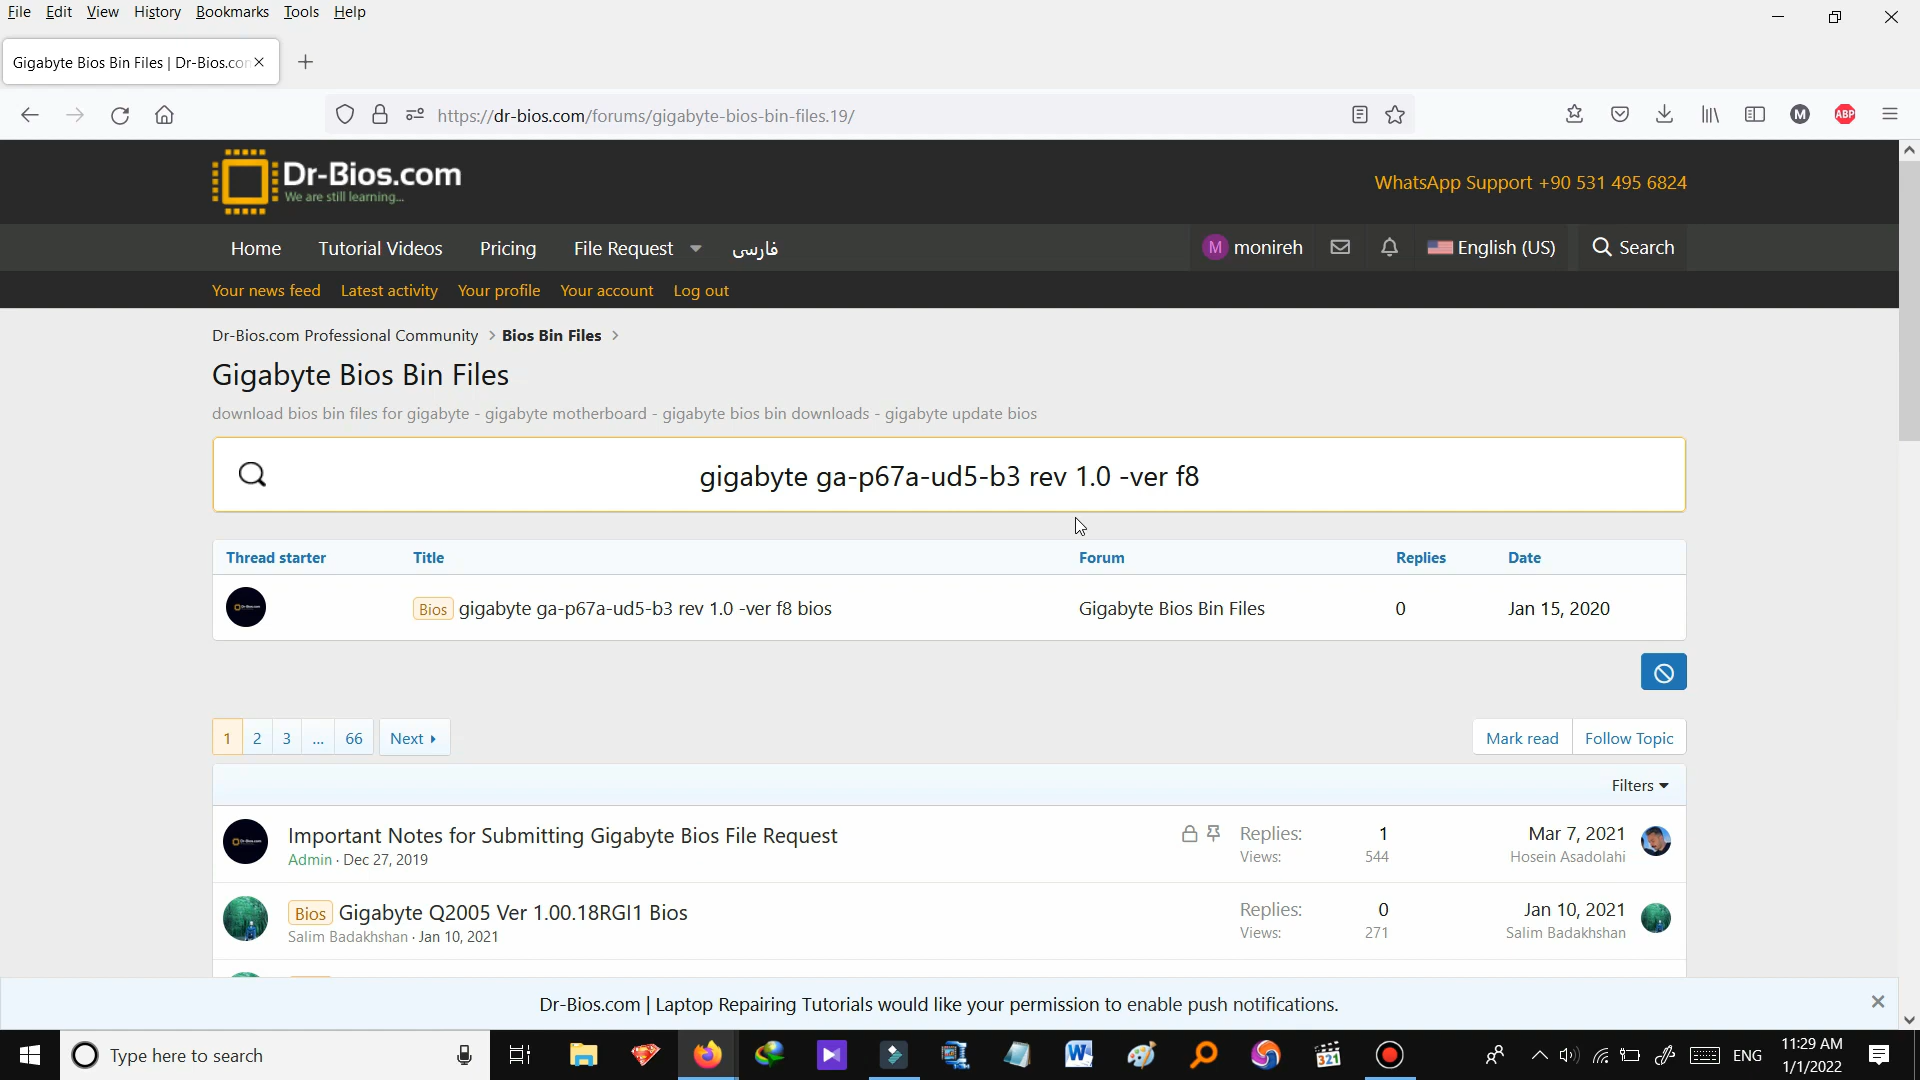 File Edit View History Bookmarks Tools Help
Gigabyte Bios Bin Files | Dr-Bios.con
https://dr-bios.com/forums/gigabyte-bios-bin-files.19/
M
ABP
Dr-Bios.com
We are still learning...
WhatsApp Support +90 531 495 6824
Home Tutorial Videos Pricing File Request فارسی
M monireh English (US) Search
Your news feed Latest activity Your profile Your account Log out
Dr-Bios.com Professional Community > Bios Bin Files >
Gigabyte Bios Bin Files
download bios bin files for gigabyte - gigabyte motherboard - gigabyte bios bin downloads - gigabyte update bios
gigabyte ga-p67a-ud5-b3 rev 1.0 -ver f8
Thread starter Title Forum Replies Date
Bios gigabyte ga-p67a-ud5-b3 rev 1.0 -ver f8 bios Gigabyte Bios Bin Files 0 Jan 15, 2020
1 2 3 ... 66 Next
Mark read Follow Topic
Filters
Important Notes for Submitting Gigabyte Bios File Request Replies: 1 Mar 7, 2021
Admin · Dec 27, 2019 Views: 544 Hosein Asadolahi
Bios Gigabyte Q2005 Ver 1.00.18RGI1 Bios Replies: 0 Jan 10, 2021
Salim Badakhshan · Jan 10, 2021 Views: 271 Salim Badakhshan
Dr-Bios.com | Laptop Repairing Tutorials would like your permission to enable push notifications.
Type here to search
321
ENG
11:29 AM
1/1/2022